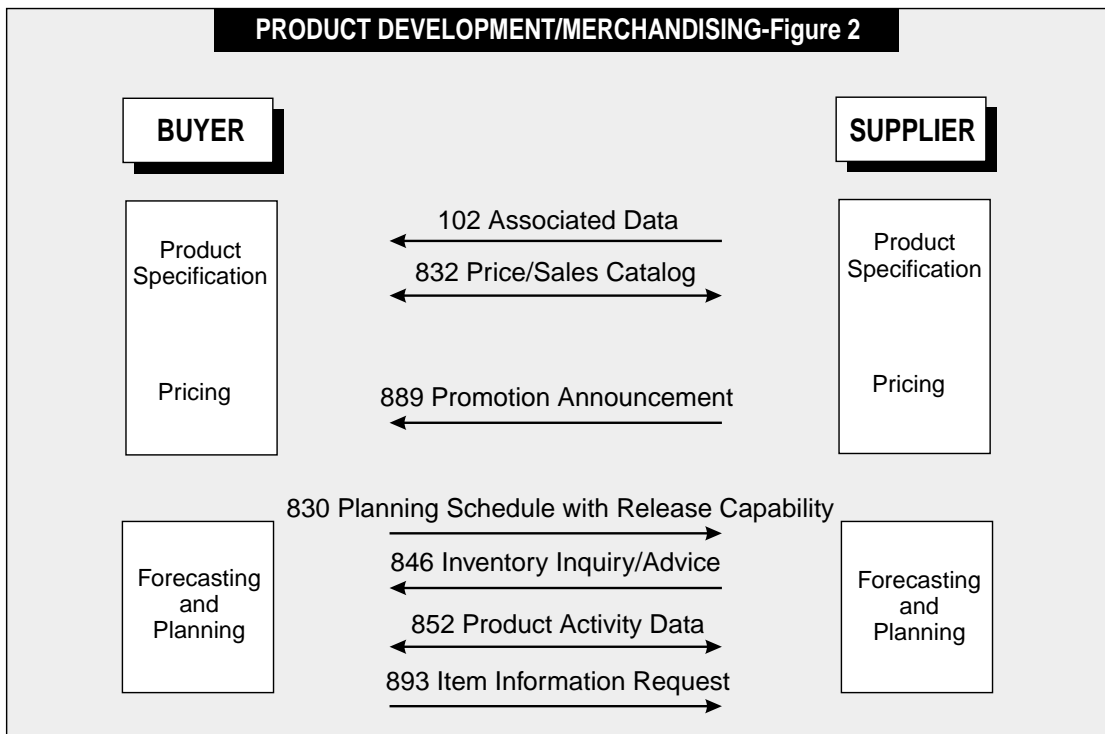 PRODUCT DEVELOPMENT/MERCHANDISING-Figure 2
BUYER
SUPPLIER
Product
Specification
Pricing
102 Associated Data
832 Price/Sales Catalog
889 Promotion Announcement
Product
Specification
Pricing
Forecasting
and
Planning
830 Planning Schedule with Release Capability
846 Inventory Inquiry/Advice
852 Product Activity Data
893 Item Information Request
Forecasting
and
Planning